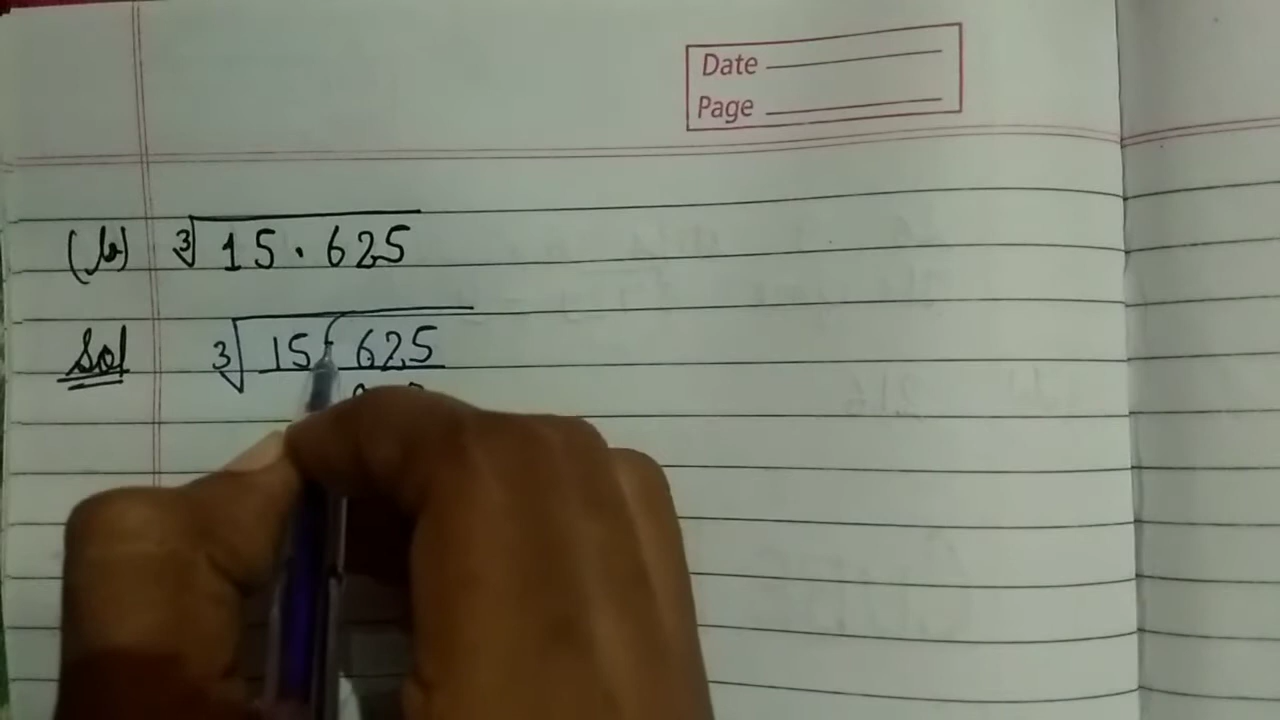 Date
Page
(b) ∛15.625
Sol ∛15 625